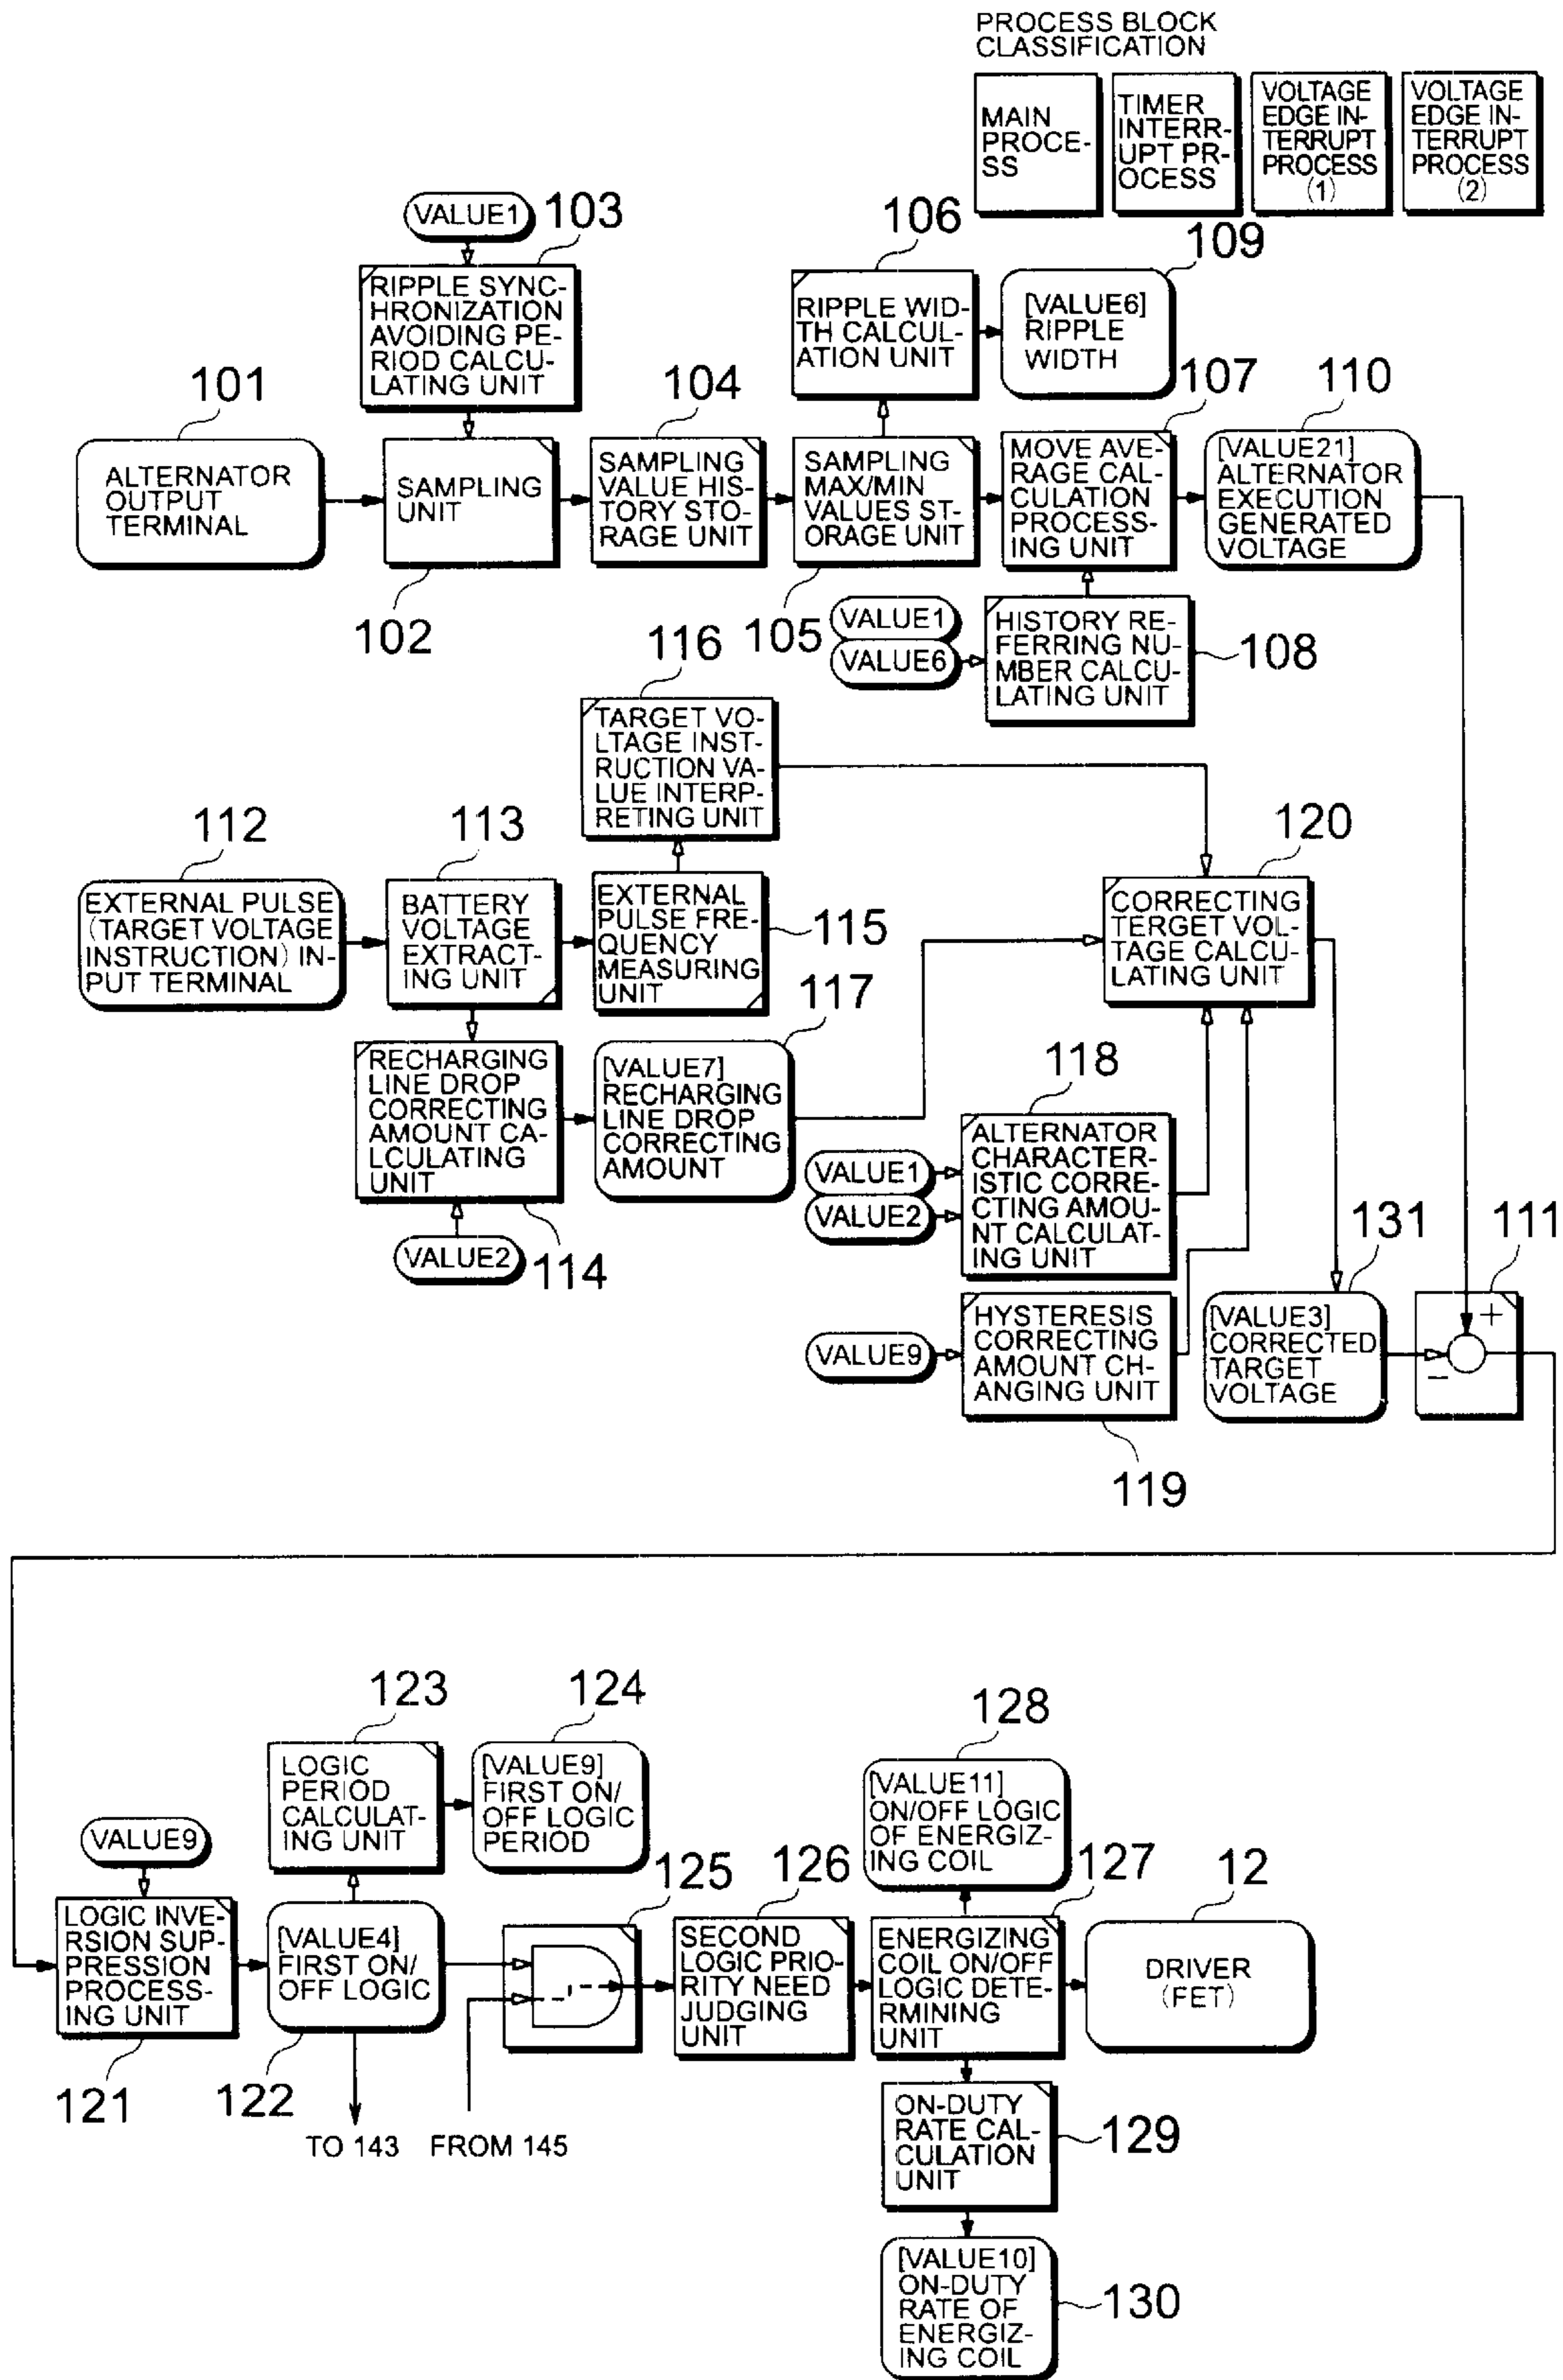 PROCESS BLOCK
CLASSIFICATION
MAIN
PROCE-
SS
TIMER
INTERR-
UPT PR-
OCESS
VOLTAGE
EDGE IN-
TERRUPT
PROCESS
(1)
VOLTAGE
EDGE IN-
TERRUPT
PROCESS
(2)
VALUE1
103
RIPPLE SYNC-
HRONIZATION
AVOIDING PE-
RIOD CALCU-
LATING UNIT
106
RIPPLE WID-
TH CALCUL-
ATION UNIT
109
[VALUE6]
RIPPLE
WIDTH
101
ALTERNATOR
OUTPUT
TERMINAL
SAMPLING
UNIT
102
104
SAMPLING
VALUE HIS-
TORY STO-
RAGE UNIT
SAMPLING
MAX/MIN
VALUES ST-
ORAGE UNIT
105
107
MOVE AVE-
RAGE CAL-
CULATION
PROCESS-
ING UNIT
110
[VALUE21]
ALTERNATOR
EXECUTION
GENERATED
VOLTAGE
VALUE1
VALUE6
HISTORY RE-
FERRING NU-
MBER CALCU-
LATING UNIT
108
116
TARGET VO-
LTAGE INST-
RUCTION VA-
LUE INTERP-
RETING UNIT
112
EXTERNAL PULSE
(TARGET VOLTAGE
INSTRUCTION) IN-
PUT TERMINAL
113
BATTERY
VOLTAGE
EXTRACT-
ING UNIT
EXTERNAL
PULSE FRE-
QUENCY
MEASURING
UNIT
115
120
CORRECTING
TERGET VOL-
TAGE CALCU-
LATING UNIT
RECHARGING
LINE DROP
CORRECTING
AMOUNT CA-
LCULATING
UNIT
114
VALUE2
117
[VALUE7]
RECHARGING
LINE DROP
CORRECTING
AMOUNT
118
VALUE1
VALUE2
ALTERNATOR
CHARACTER-
ISTIC CORRE-
CTING AMOU-
NT CALCULAT-
ING UNIT
VALUE9
HYSTERESIS
CORRECTING
AMOUNT CH-
ANGING UNIT
119
131
[VALUE3]
CORRECTED
TARGET
VOLTAGE
111
+
−
VALUE9
LOGIC INVE-
RSION SUP-
PRESSION
PROCESS-
ING UNIT
121
123
LOGIC
PERIOD
CALCULAT-
ING UNIT
124
[VALUE9]
FIRST ON/
OFF LOGIC
PERIOD
[VALUE4]
FIRST ON/
OFF LOGIC
122
TO 143
FROM 145
125
126
SECOND
LOGIC PRIO-
RITY NEED
JUDGING
UNIT
128
[VALUE11]
ON/OFF LOGIC
OF ENERGIZ-
ING COIL
127
ENERGIZING
COIL ON/OFF
LOGIC DETE-
RMINING
UNIT
12
DRIVER
(FET)
ON-DUTY
RATE CAL-
CULATION
UNIT
129
[VALUE10]
ON-DUTY
RATE OF
ENERGIZ-
ING COIL
130